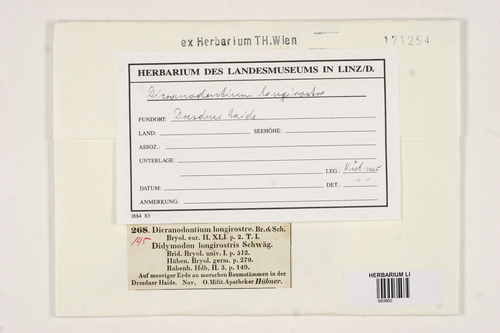 ex Herbarium TH.Wien
171254
HERBARIUM DES LANDESMUSEUMS IN LINZ/D.
Dicranodontium longirostre
FUNDORT: Dresdner Haide
LAND: SEEHÖHE:
ASSOZ.:
UNTERLAGE:
LEG.: Hübner
DATUM: DET.:
ANMERKUNG:
1884 83
268. Dicranodontium longirostre. Br. & Sch.
145
Bryol. eur. H. XLI. p. 2. T. I.
Didymodon longirostris Schwäg.
Brid. Bryol. univ. I. p. 512.
Hüben. Bryol. germ. p. 279.
Rabenh. Hdb. H. 3. p. 149.
Auf mooriger Erde an morschen Baumstämmen in der
Dresdner Haide. Nov. O. Milit. Apotheker Hübner.
HERBARIUM LI